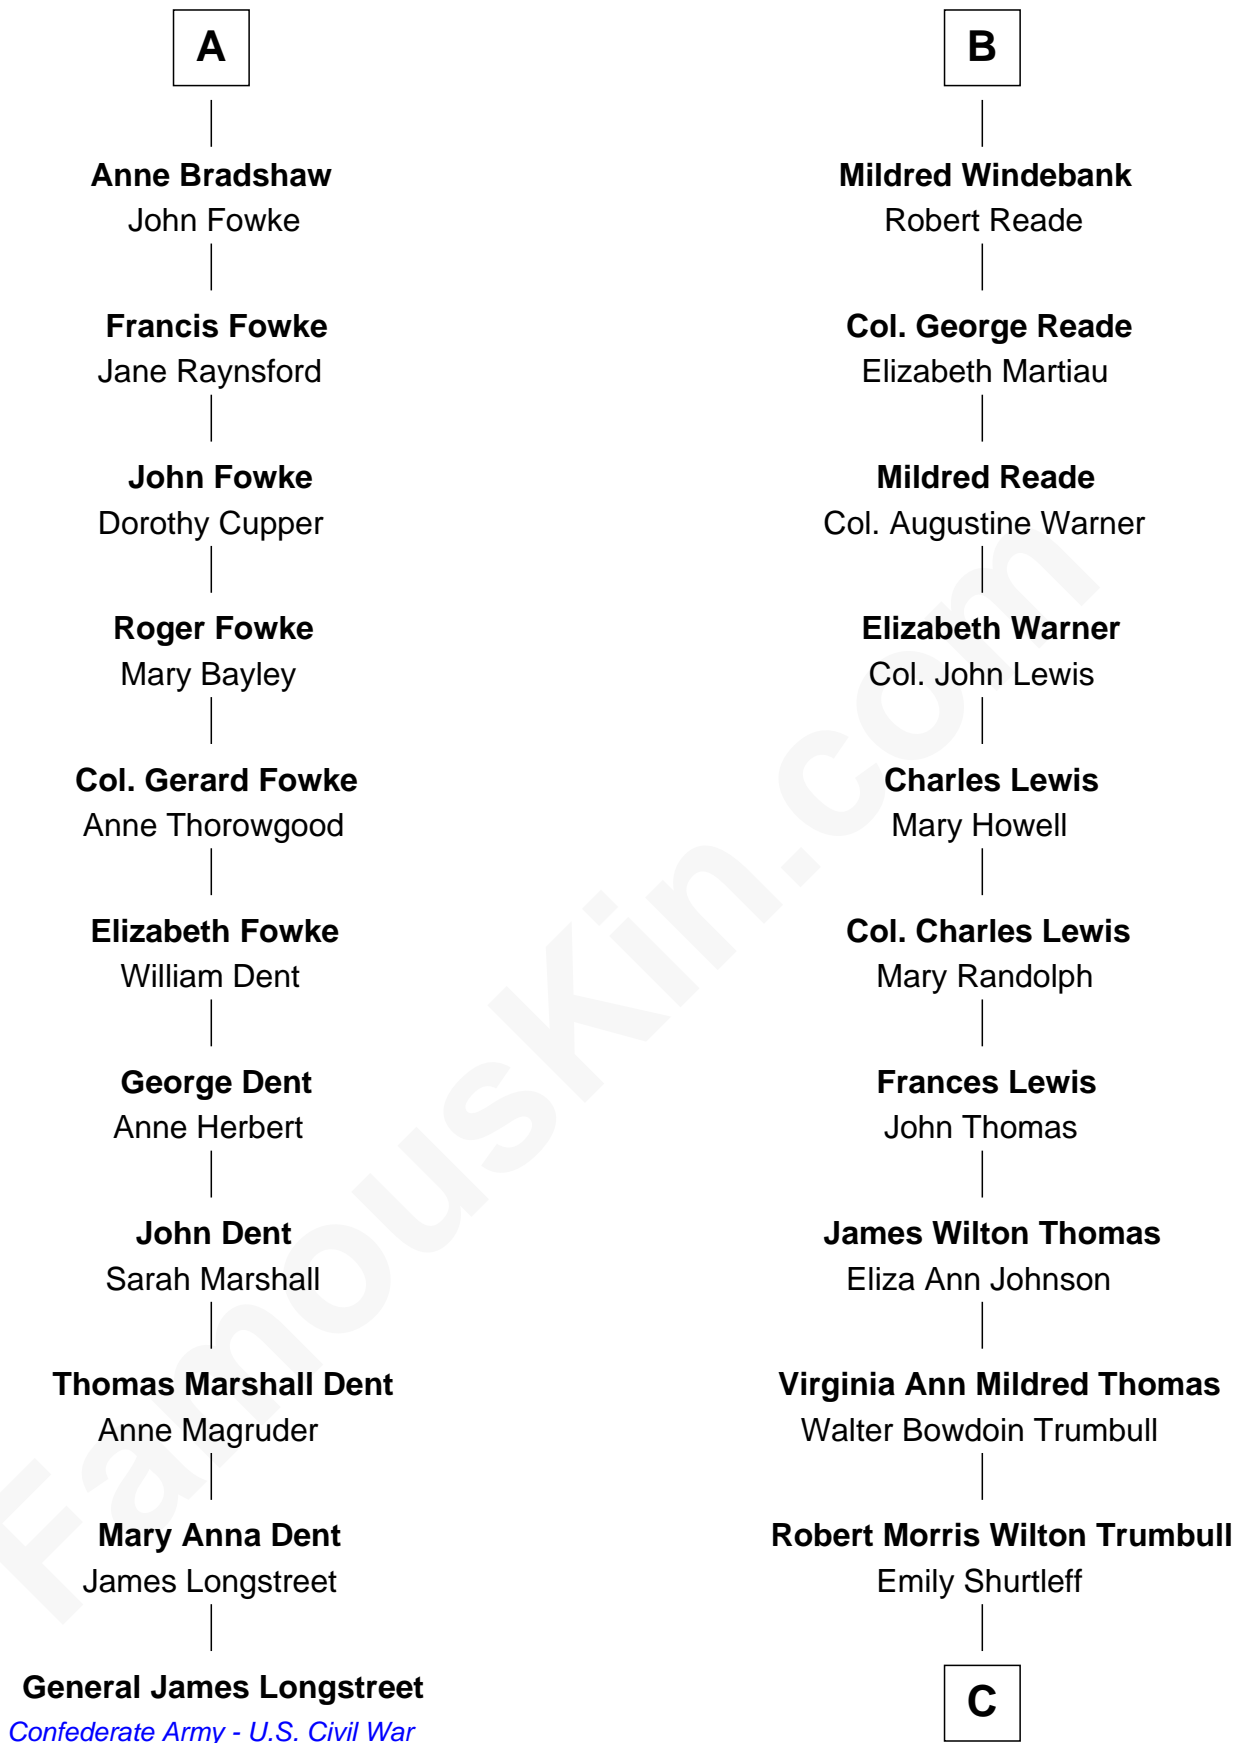 A
Anne Bradshaw
John Fowke
Francis Fowke
Jane Raynsford
John Fowke
Dorothy Cupper
Roger Fowke
Mary Bayley
Col. Gerard Fowke
Anne Thorowgood
Elizabeth Fowke
William Dent
George Dent
Anne Herbert
John Dent
Sarah Marshall
Thomas Marshall Dent
Anne Magruder
Mary Anna Dent
James Longstreet
General James Longstreet
Confederate Army - U.S. Civil War
B
Mildred Windebank
Robert Reade
Col. George Reade
Elizabeth Martiau
Mildred Reade
Col. Augustine Warner
Elizabeth Warner
Col. John Lewis
Charles Lewis
Mary Howell
Col. Charles Lewis
Mary Randolph
Frances Lewis
John Thomas
James Wilton Thomas
Eliza Ann Johnson
Virginia Ann Mildred Thomas
Walter Bowdoin Trumbull
Robert Morris Wilton Trumbull
Emily Shurtleff
C
FamousKin.com